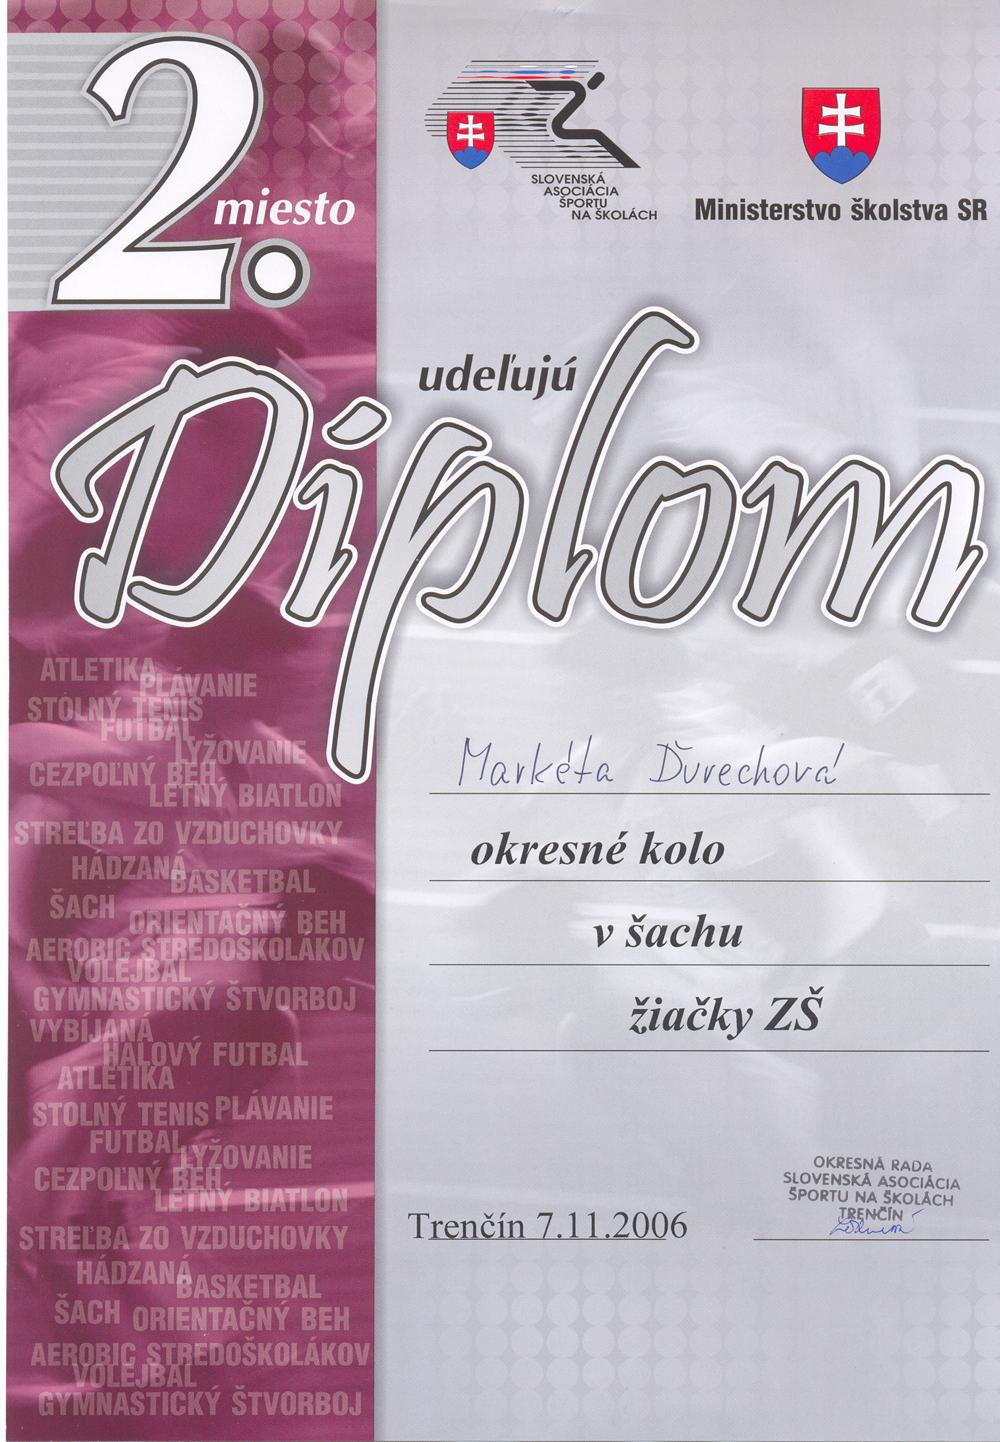 2.
miesto
SLOVENSKÁ
ASOCIÁCIA
ŠPORTU
NA ŠKOLÁCH
Ministerstvo školstva SR
udeľujú
Diplom
ATLETIKA
PLÁVANIE
STOLNÝ TENIS
FUTBAL
LYŽOVANIE
CEZPOĽNÝ BEH
LETNÝ BIATLON
STREĽBA ZO VZDUCHOVKY
HÁDZANÁ
BASKETBAL
ŠACH
ORIENTAČNÝ BEH
AEROBIC STREDOŠKOLÁKOV
VOLEJBAL
GYMNASTICKÝ ŠTVORBOJ
VYBÍJANÁ
HALOVÝ FUTBAL
ATLETIKA
STOLNÝ TENIS PLÁVANIE
FUTBAL
LYŽOVANIE
CEZPOĽNÝ BEH
LETNÝ BIATLON
STREĽBA ZO VZDUCHOVKY
HÁDZANÁ
BASKETBAL
ŠACH ORIENTAČNÝ BEH
AEROBIC STREDOŠKOLÁKOV
VOLEJBAL
GYMNASTICKÝ ŠTVORBOJ
Markéta Ďurechová
okresné kolo
v šachu
žiačky ZŠ
OKRESNÁ RADA
SLOVENSKÁ ASOCIÁCIA
ŠPORTU NA ŠKOLÁCH
TRENČÍN
Trenčín 7.11.2006